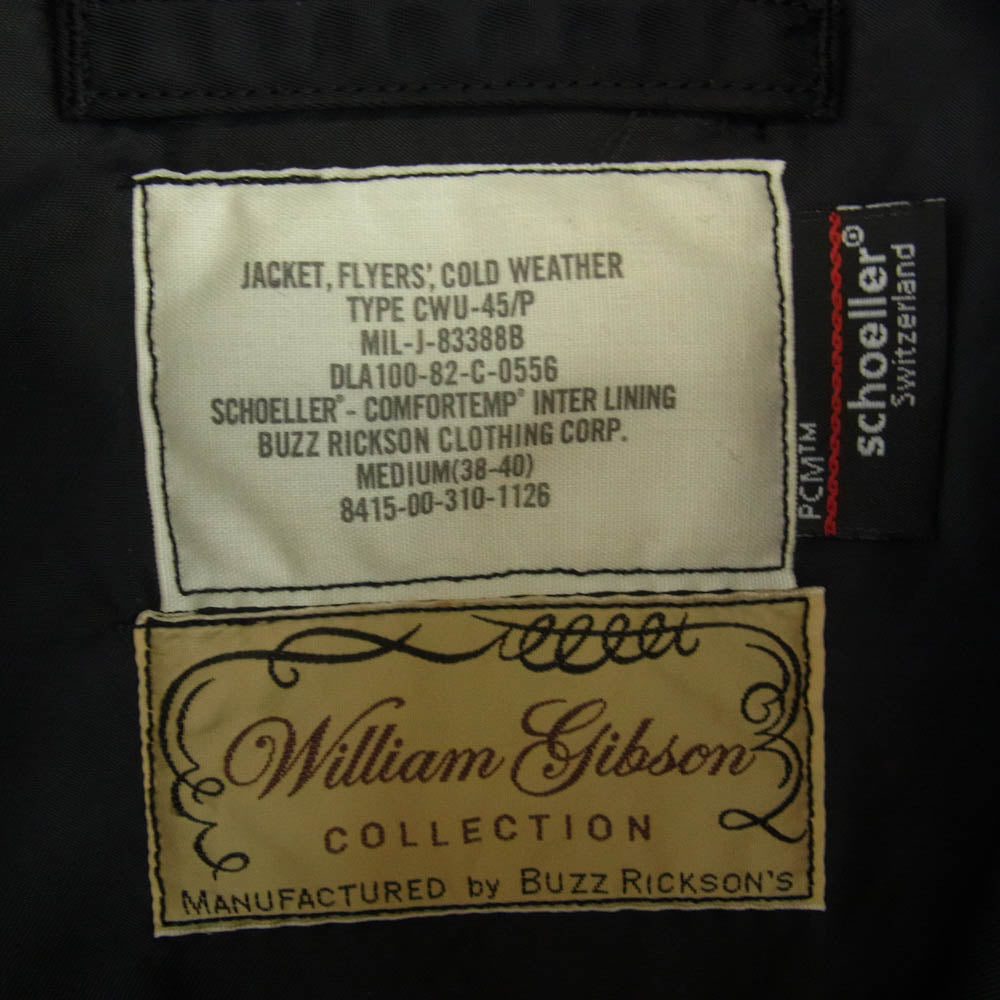 JACKET, FLYERS', COLD WEATHER
TYPE CWU-45/P
MIL-J-83388B
DLA100-82-C-0556
SCHOELLER® - COMFORTEMP® INTER LINING
BUZZ RICKSON CLOTHING CORP.
MEDIUM(38-40)
8415-00-310-1126
schoeller®
Switzerland
PCM™
William Gibson
COLLECTION
MANUFACTURED by BUZZ RICKSON'S